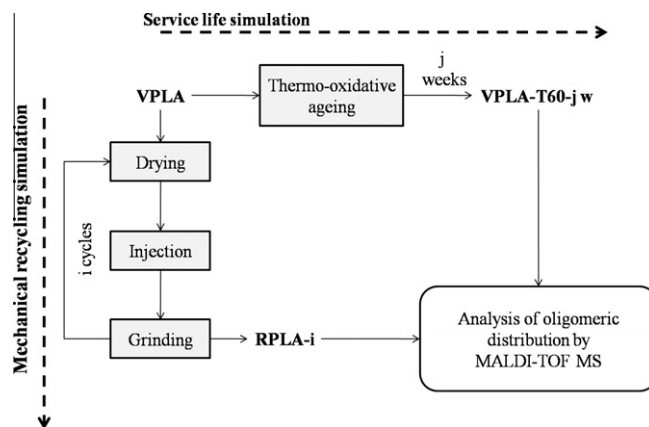 Service life simulation
Mechanical recycling simulation
VPLA
Thermo-oxidative
ageing
j
weeks
VPLA-T60-j w
Drying
i cycles
Injection
Grinding
RPLA-i
Analysis of oligomeric
distribution by
MALDI-TOF MS